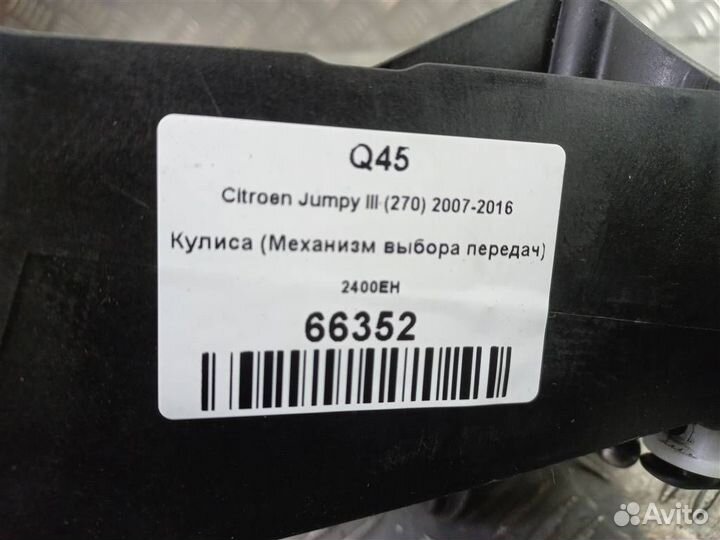 Q45
Citroen Jumpy III (270) 2007-2016
Кулиса (Механизм выбора передач)
2400EH
66352
Avito